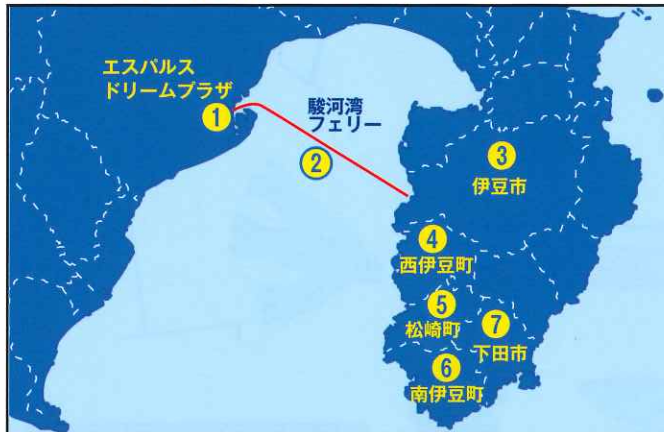 エスパルス
ドリームプラザ
①
駿河湾
フェリー
②
③
伊豆市
④
西伊豆町
⑤
松崎町
⑦
下田市
⑥
南伊豆町